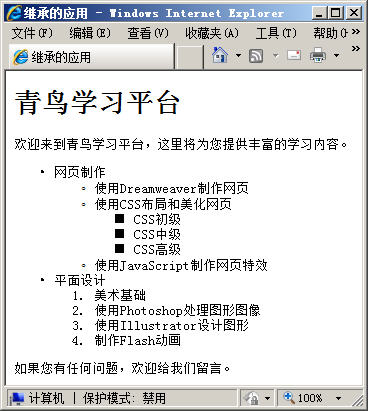 继承的应用 - Windows Internet Explorer
文件(F) 编辑(E) 查看(V) 收藏夹(A) 工具(T) 帮助(H »
继承的应用 »
青鸟学习平台
欢迎来到青鸟学习平台，这里将为您提供丰富的学习内容。
• 网页制作
◦ 使用Dreamweaver制作网页
◦ 使用CSS布局和美化网页
■ CSS初级
■ CSS中级
■ CSS高级
◦ 使用JavaScript制作网页特效
• 平面设计
1. 美术基础
2. 使用Photoshop处理图形图像
3. 使用Illustrator设计图形
4. 制作Flash动画
如果您有任何问题，欢迎给我们留言。
计算机 | 保护模式: 禁用 100%